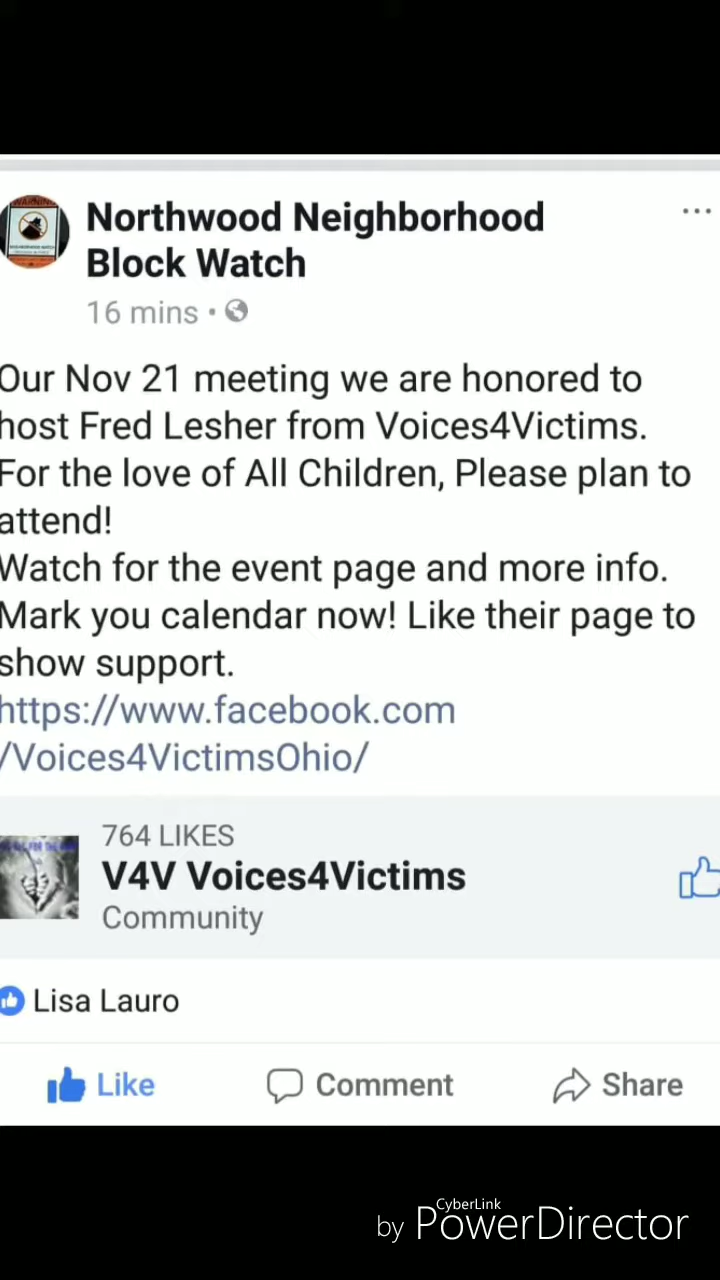 WARNING
Northwood Neighborhood
Block Watch
16 mins •
Our Nov 21 meeting we are honored to
host Fred Lesher from Voices4Victims.
For the love of All Children, Please plan to
attend!
Watch for the event page and more info.
Mark you calendar now! Like their page to
show support.
https://www.facebook.com
/Voices4VictimsOhio/
764 LIKES
V4V Voices4Victims
Community
Lisa Lauro
Like
Comment
Share
CyberLink
by PowerDirector